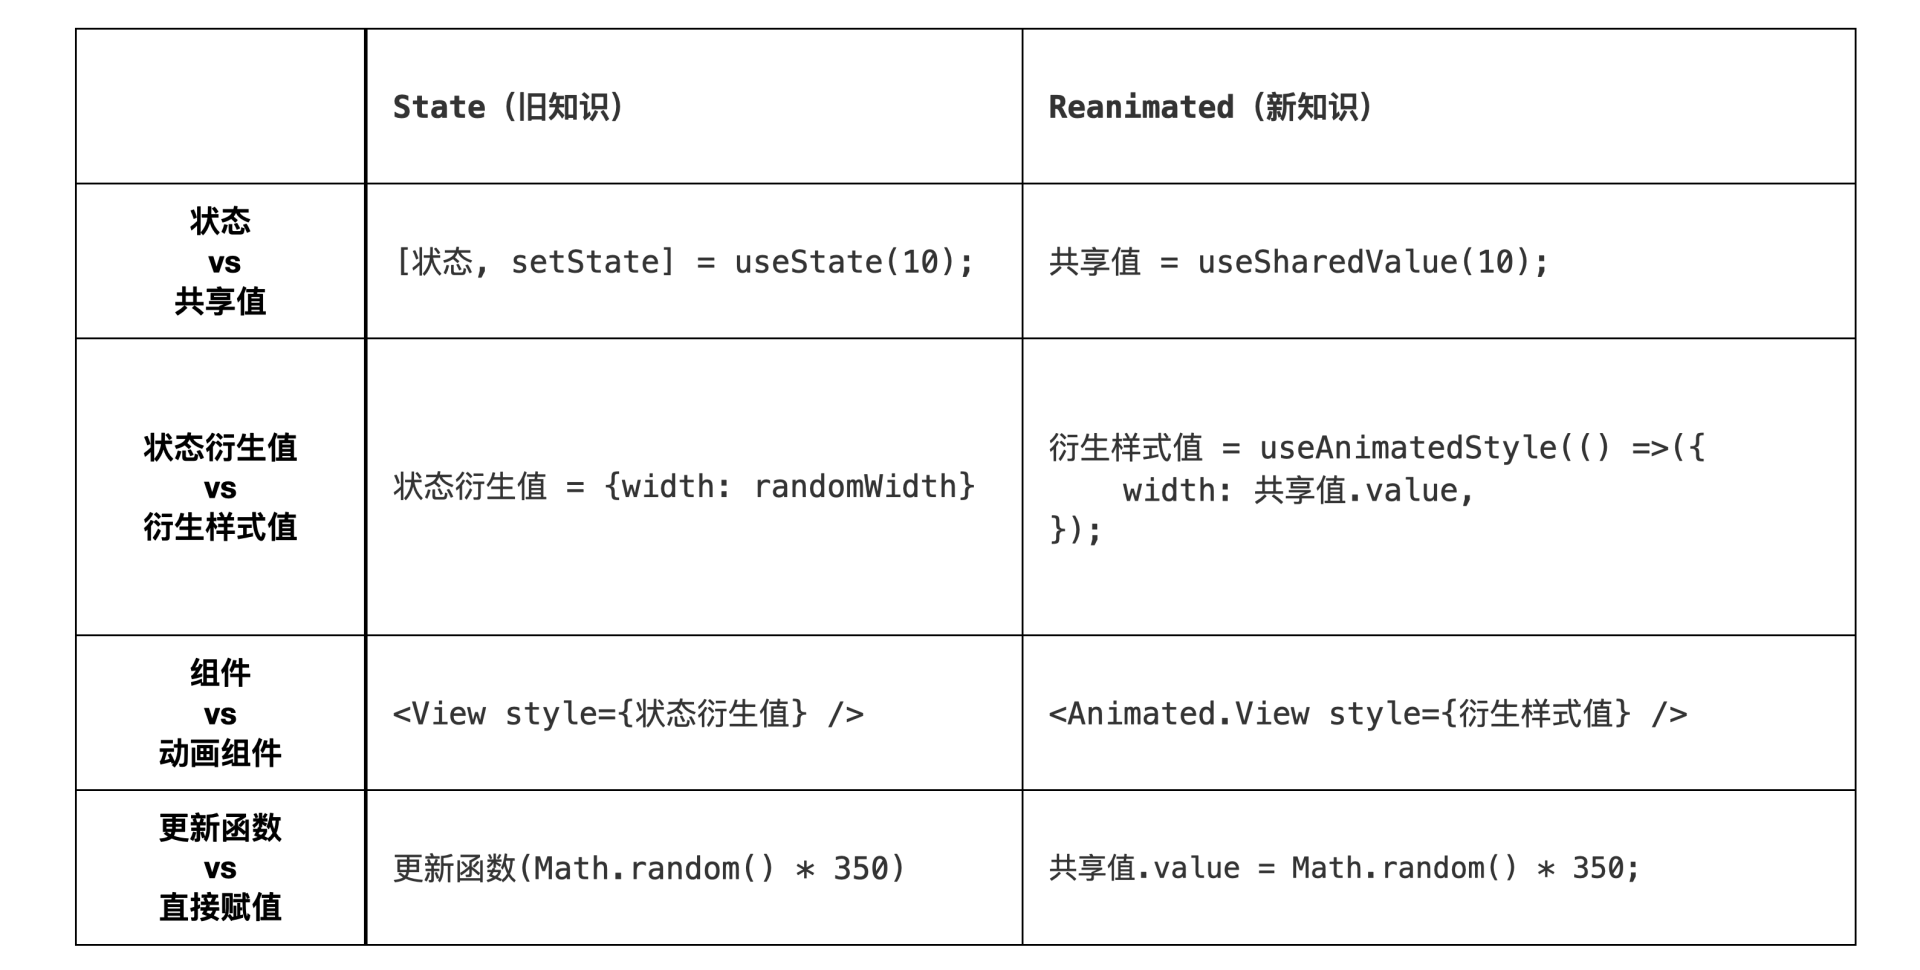 State（旧知识）
Reanimated（新知识）
状态
vs
共享值
[状态, setState] = useState(10);
共享值 = useSharedValue(10);
状态衍生值
vs
衍生样式值
状态衍生值 = {width: randomWidth}
衍生样式值 = useAnimatedStyle(() =>({
width: 共享值.value,
});
组件
vs
动画组件
<View style={状态衍生值} />
<Animated.View style={衍生样式值} />
更新函数
vs
直接赋值
更新函数(Math.random() * 350)
共享值.value = Math.random() * 350;